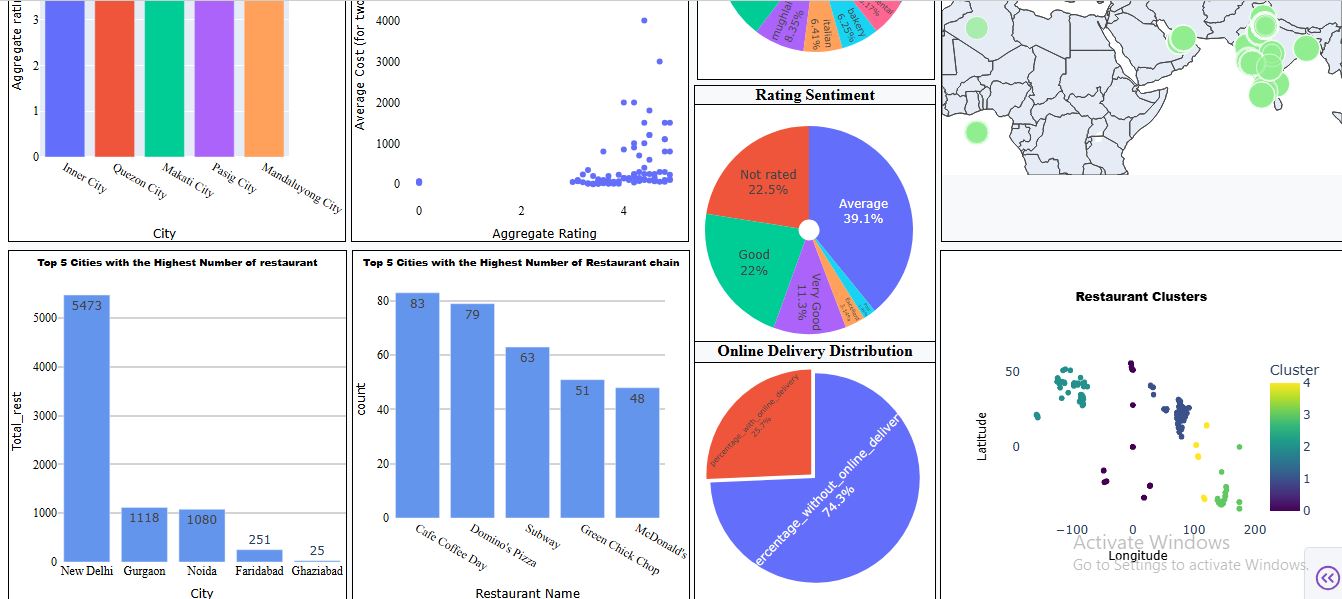 Aggregate rati
3
2
1
0
Inner City
Quezon City
Makati City
Pasig City
Mandaluyong City
City
Average Cost (for two
4000
3000
2000
1000
0
0
2
4
Aggregate Rating
mughlai
8.35%
italian
6.41%
bakery
6.25%
Rating Sentiment
Not rated
22.5%
Average
39.1%
Good
22%
Very Good
11.3%
Excellent
Top 5 Cities with the Highest Number of restaurant
Total_rest
5000
4000
3000
2000
1000
0
5473
1118
1080
251
25
New Delhi
Gurgaon
Noida
Faridabad
Ghaziabad
City
Top 5 Cities with the Highest Number of Restaurant chain
count
80
60
40
20
0
83
79
63
51
48
Cafe Coffee Day
Domino's Pizza
Subway
Green Chick Chop
McDonald's
Restaurant Name
Online Delivery Distribution
percentage_with_online_delivery
25.7%
ercentage_without_online_deliver
74.3%
Restaurant Clusters
Latitude
50
0
−100
0
100
200
Longitude
Cluster
4
3
2
1
0
Activate Windows
Go to Settings to activate Windows.